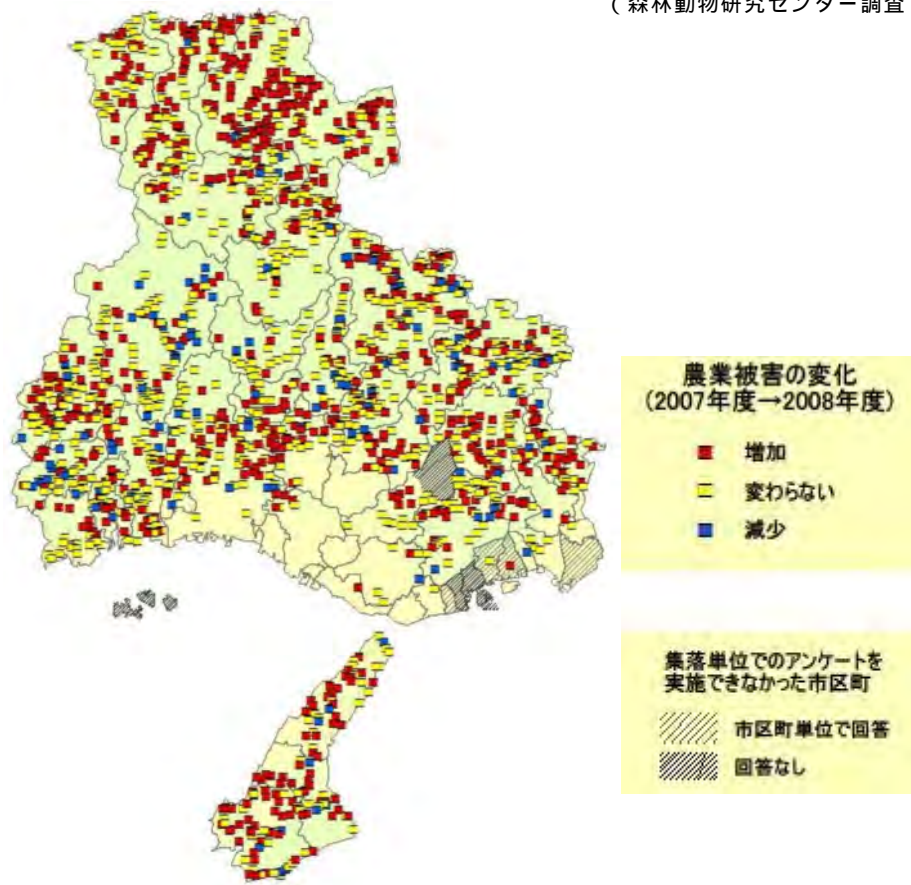 (森林動物研究センター調査
農業被害の変化
(2007年度→2008年度)
増加
変わらない
減少
集落単位でのアンケートを
実施できなかった市区町
市区町単位で回答
回答なし